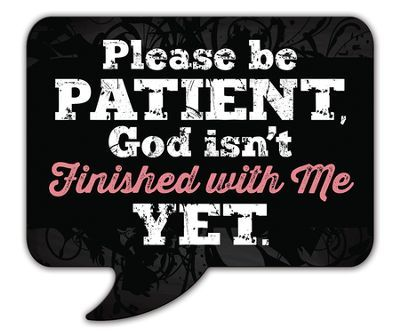 Please be
PATIENT,
God isn't
Finished with Me
YET.